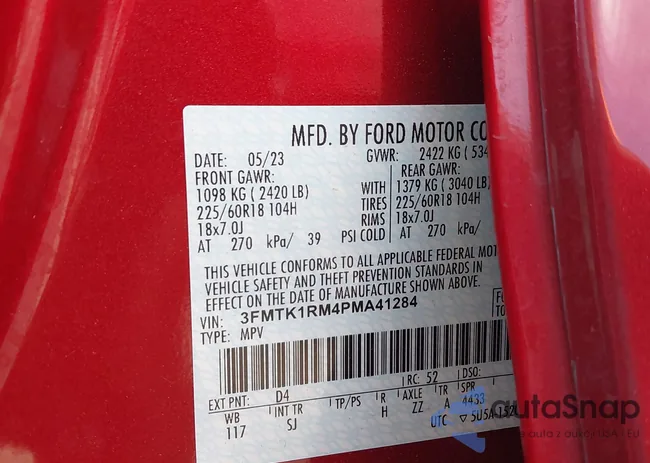 MFD. BY FORD MOTOR CO
DATE: 05/23 GVWR: 2422 KG ( 534
FRONT GAWR: REAR GAWR:
1098 KG ( 2420 LB) WITH 1379 KG ( 3040 LB)
225/60R18 104H TIRES 225/60R18 104H
18x7.0J RIMS 18x7.0J
AT 270 kPa/ 39 PSI COLD AT 270 kPa/
THIS VEHICLE CONFORMS TO ALL APPLICABLE FEDERAL MOT
VEHICLE SAFETY AND THEFT PREVENTION STANDARDS IN
EFFECT ON THE DATE OF MANUFACTURE SHOWN ABOVE.
VIN: 3FMTK1RM4PMA41284
TYPE: MPV
EXT PNT: D4 RC: 52 DSO:
WB INT TR TP/PS R AXLE TR SPR
117 SJ H ZZ A 4433
UTC
autaSnap